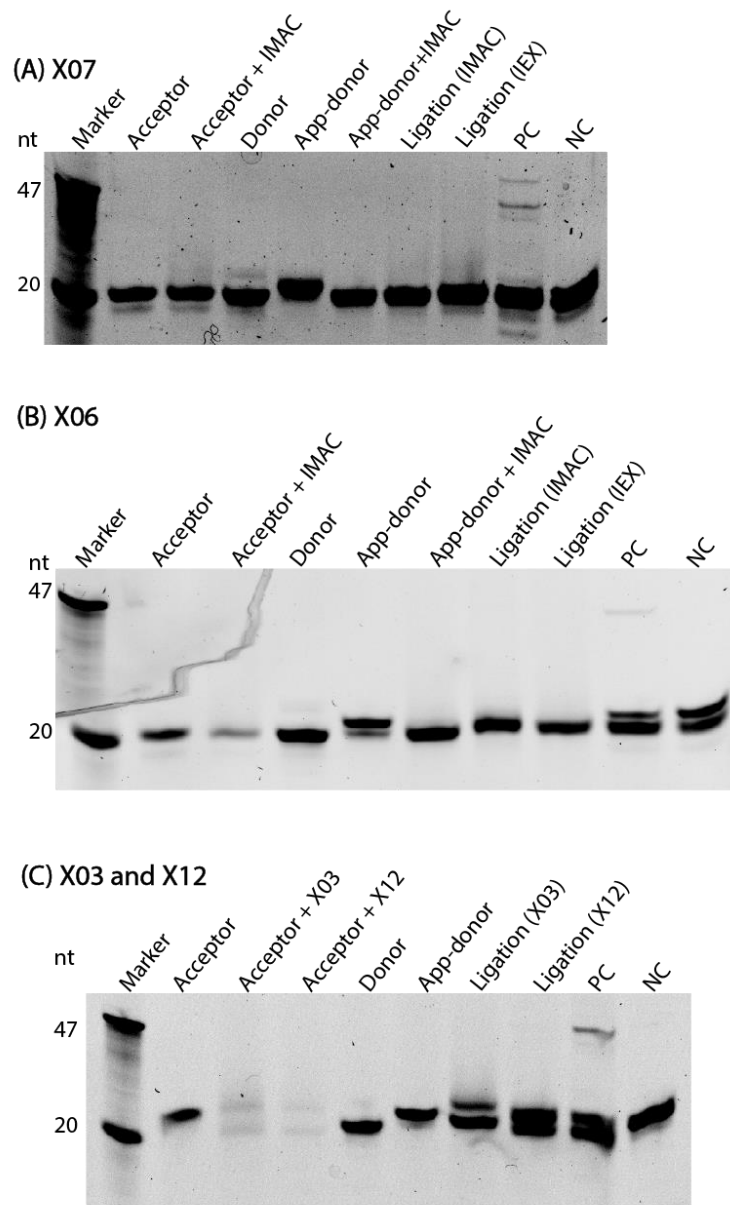 (A) X07
nt
Marker
Acceptor
Acceptor + IMAC
Donor
App-donor
App-donor+IMAC
Ligation (IMAC)
Ligation (IEX)
PC
NC
47
20
(B) X06
nt
Marker
Acceptor
Acceptor + IMAC
Donor
App-donor
App-donor + IMAC
Ligation (IMAC)
Ligation (IEX)
PC
NC
47
20
(C) X03 and X12
nt
Marker
Acceptor
Acceptor + X03
Acceptor + X12
Donor
App-donor
Ligation (X03)
Ligation (X12)
PC
NC
47
20